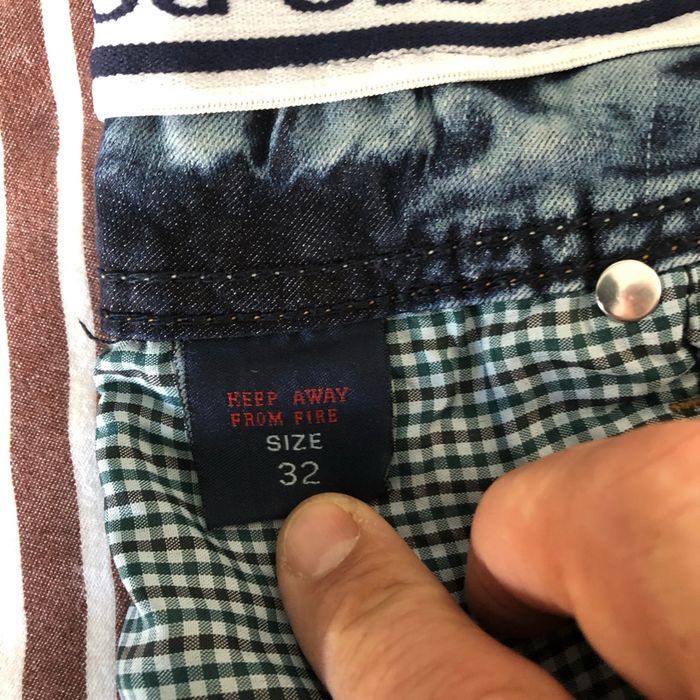 KEEP AWAY
FROM FIRE
SIZE
32